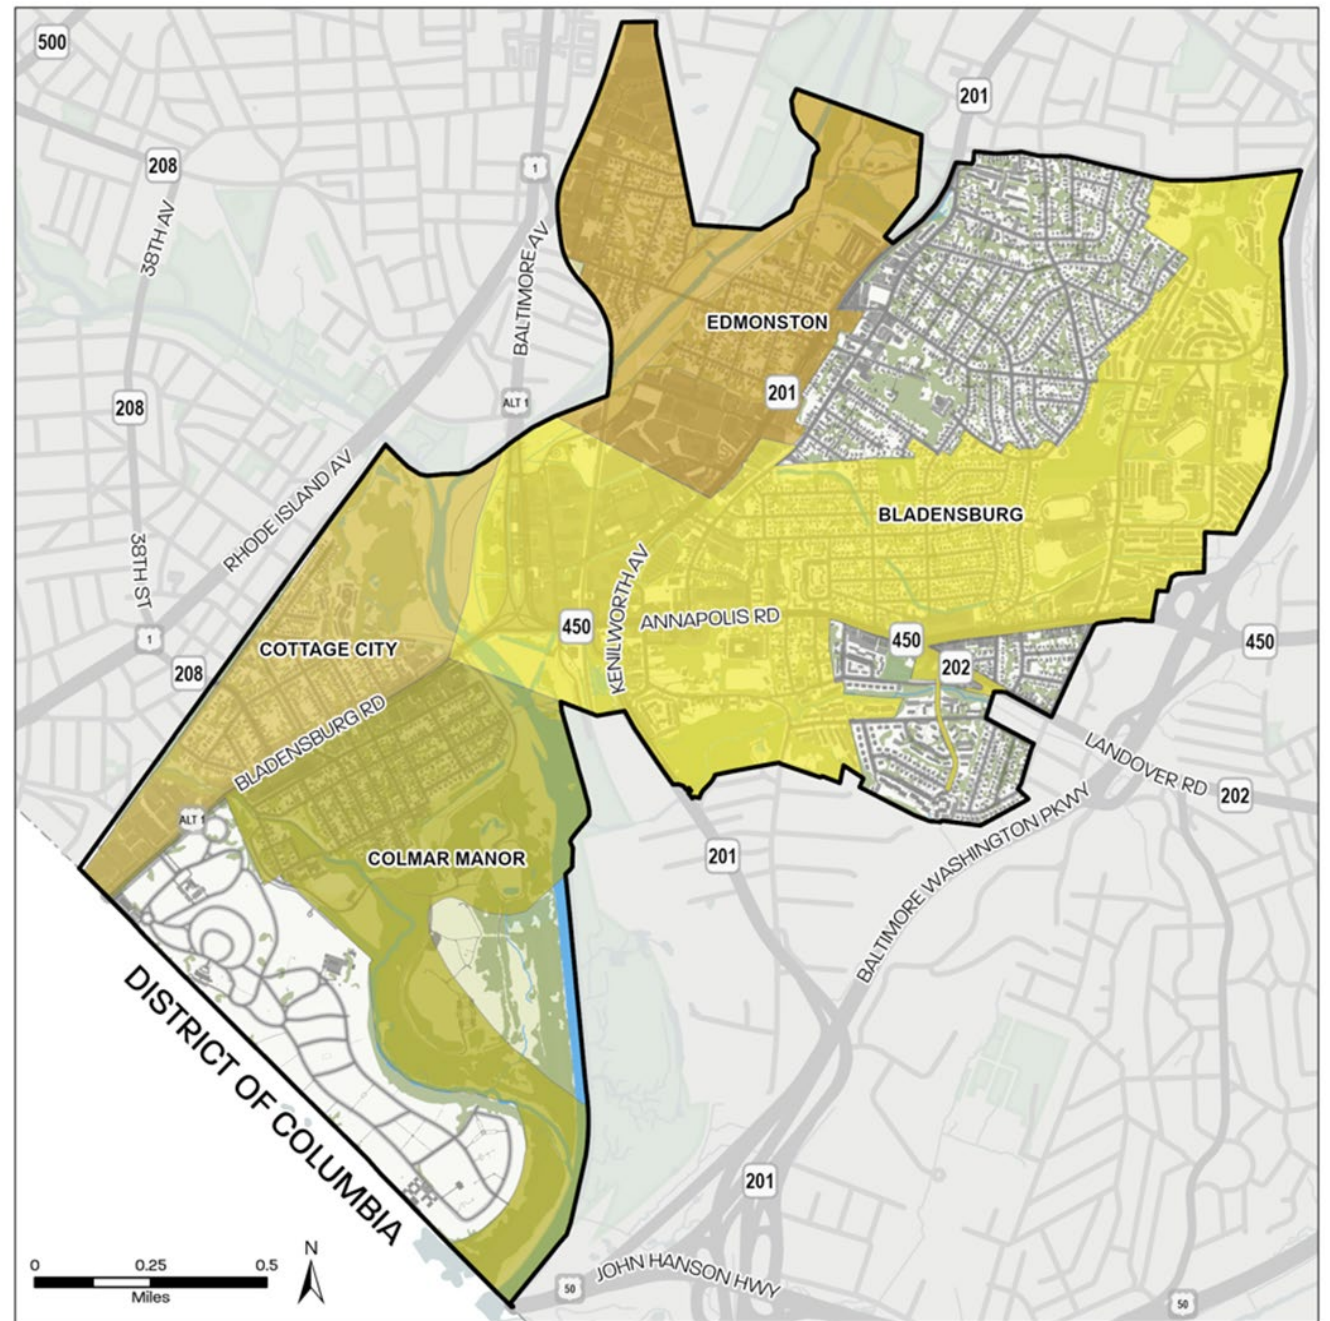 500
201
208
1
38TH AV
BALTIMORE AV
EDMONSTON
201
ALT 1
208
RHODE ISLAND AV
BLADENSBURG
38TH ST
KENILWORTH AV
ANNAPOLIS RD
450
450
450
1
COTTAGE CITY
202
208
BLADENSBURG RD
LANDOVER RD
202
ALT 1
COLMAR MANOR
201
BALTIMORE WASHINGTON PKWY
DISTRICT OF COLUMBIA
201
N
0 0.25 0.5
Miles
JOHN HANSON HWY
50
50